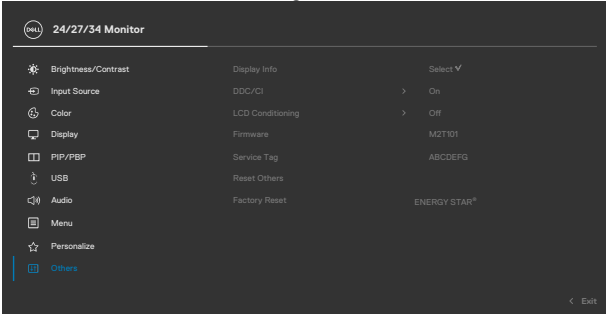 DELL 24/27/34 Monitor
Brightness/Contrast Display Info Select
Input Source DDC/CI > On
Color LCD Conditioning > Off
Display Firmware M2T101
PIP/PBP Service Tag ABCDEFG
USB Reset Others
Audio Factory Reset ENERGY STAR®
Menu
Personalize
Others
< Exit